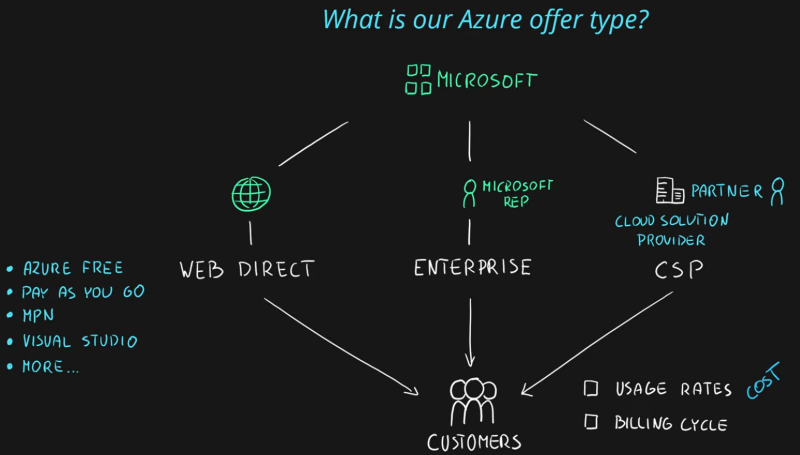 What is our Azure offer type?
MICROSOFT
MICROSOFT
REP
PARTNER
CLOUD SOLUTION
PROVIDER
WEB DIRECT
ENTERPRISE
CSP
• AZURE FREE
• PAY AS YOU GO
• MPN
• VISUAL STUDIO
• MORE...
CUSTOMERS
USAGE RATES
COST
BILLING CYCLE